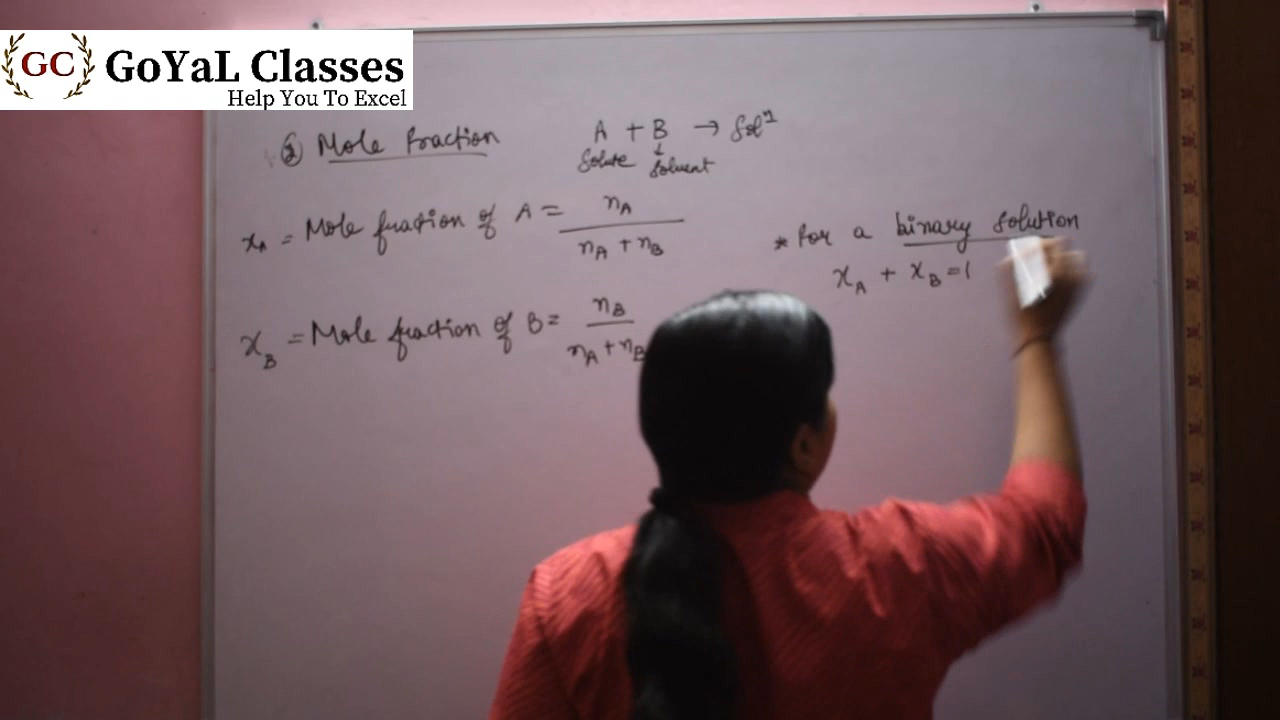 GC GoYaL Classes
Help You To Excel
② Mole fraction A + B → Solⁿ
Solute ↓ Solvent
x_A = Mole fraction of A = n_A / n_A + n_B
* For a binary solution
x_A + x_B = 1
x_B = Mole fraction of B = n_B / n_A + n_B